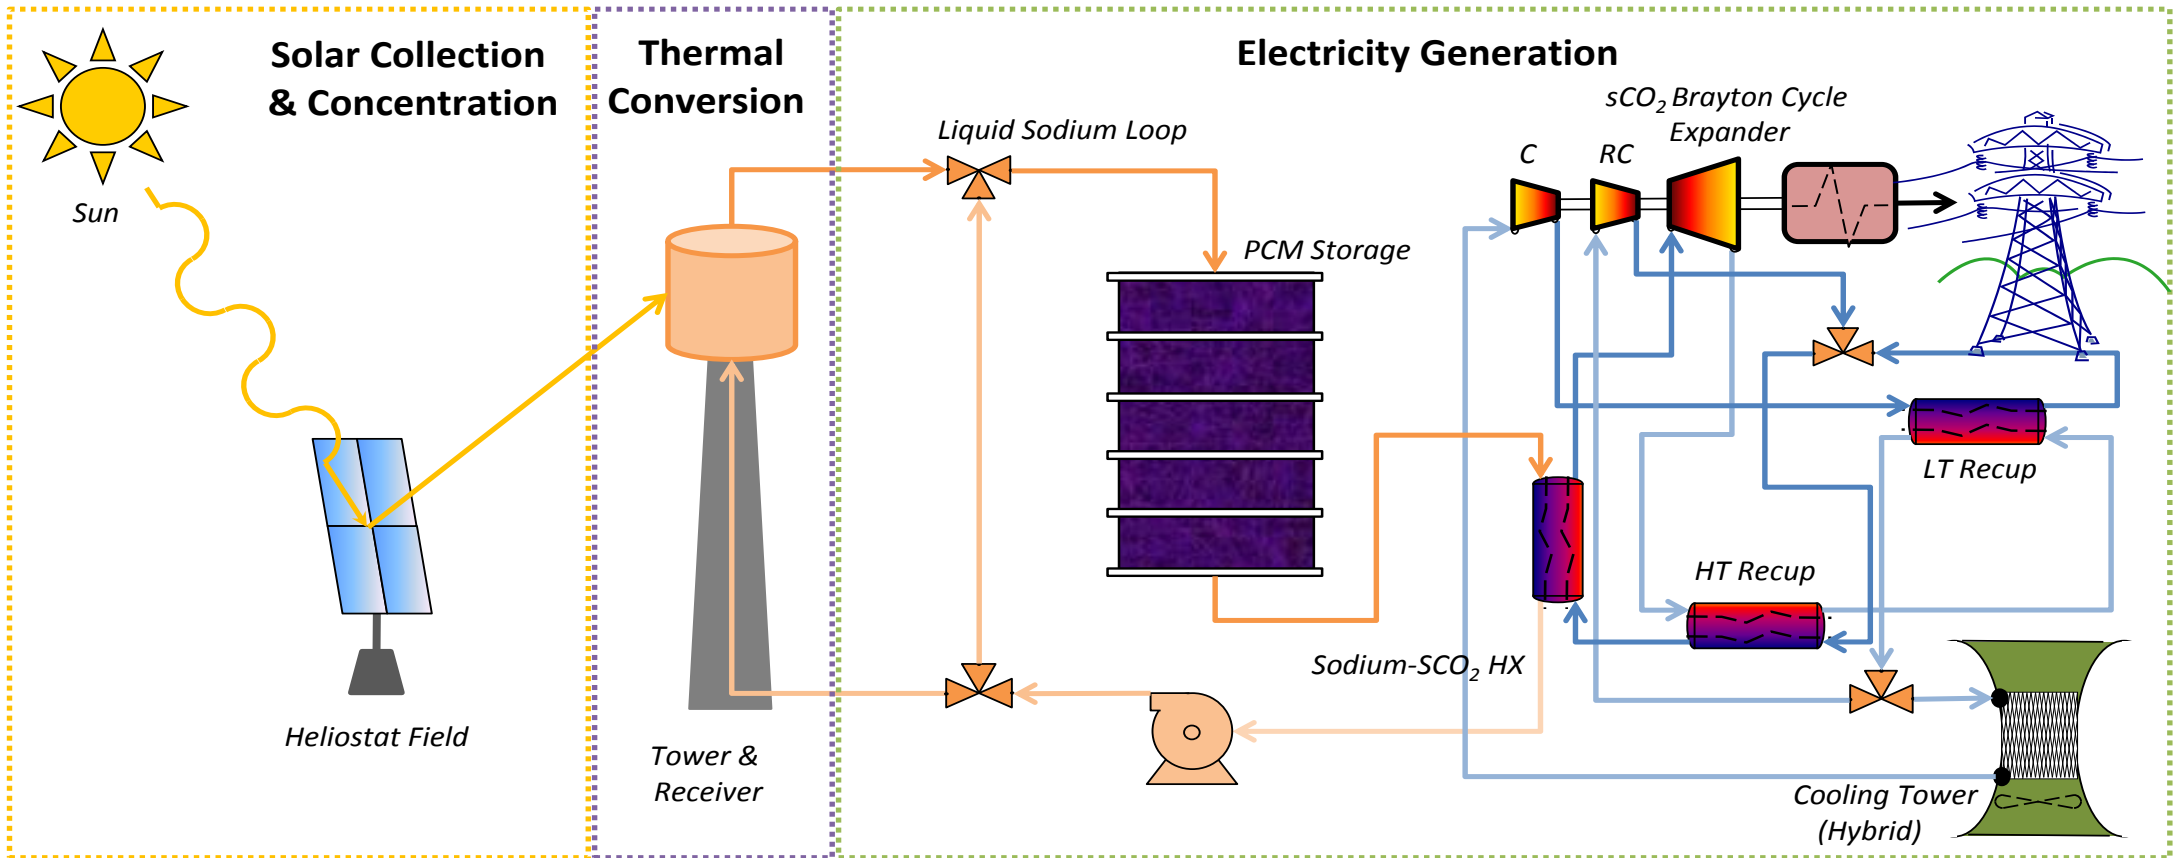 Solar Collection
& Concentration
Thermal
Conversion
Electricity Generation
sCO₂ Brayton Cycle
Expander
Liquid Sodium Loop
C
RC
Sun
PCM Storage
LT Recup
HT Recup
Sodium-SCO₂ HX
Heliostat Field
Tower &
Receiver
Cooling Tower
(Hybrid)